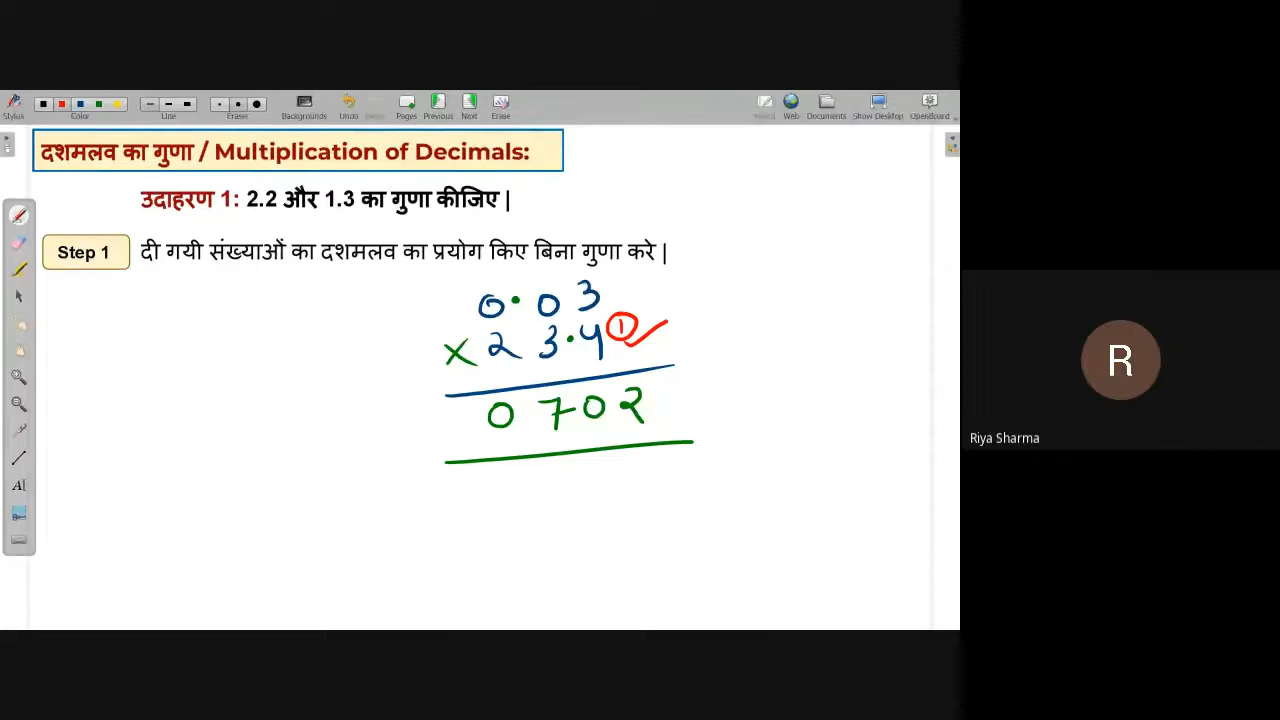 Stylus Color Line Eraser Backgrounds Undo Pages Previous Next Erase Board Web Documents Show Desktop OpenBoard
दशमलव का गुणा / Multiplication of Decimals:
उदाहरण 1: 2.2 और 1.3 का गुणा कीजिए |
Step 1 दी गयी संख्याओं का दशमलव का प्रयोग किए बिना गुणा करे |
0.03
× 23.4 1
0702
R
Riya Sharma